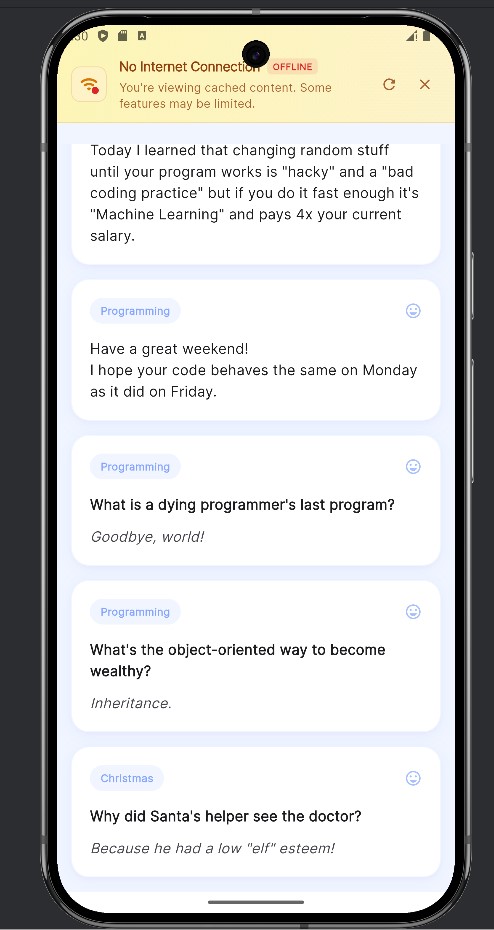 No Internet Connection OFFLINE
You're viewing cached content. Some
features may be limited.
Today I learned that changing random stuff
until your program works is "hacky" and a "bad
coding practice" but if you do it fast enough it's
"Machine Learning" and pays 4x your current
salary.
Programming
Have a great weekend!
I hope your code behaves the same on Monday
as it did on Friday.
Programming
What is a dying programmer's last program?
Goodbye, world!
Programming
What's the object-oriented way to become
wealthy?
Inheritance.
Christmas
Why did Santa's helper see the doctor?
Because he had a low "elf" esteem!